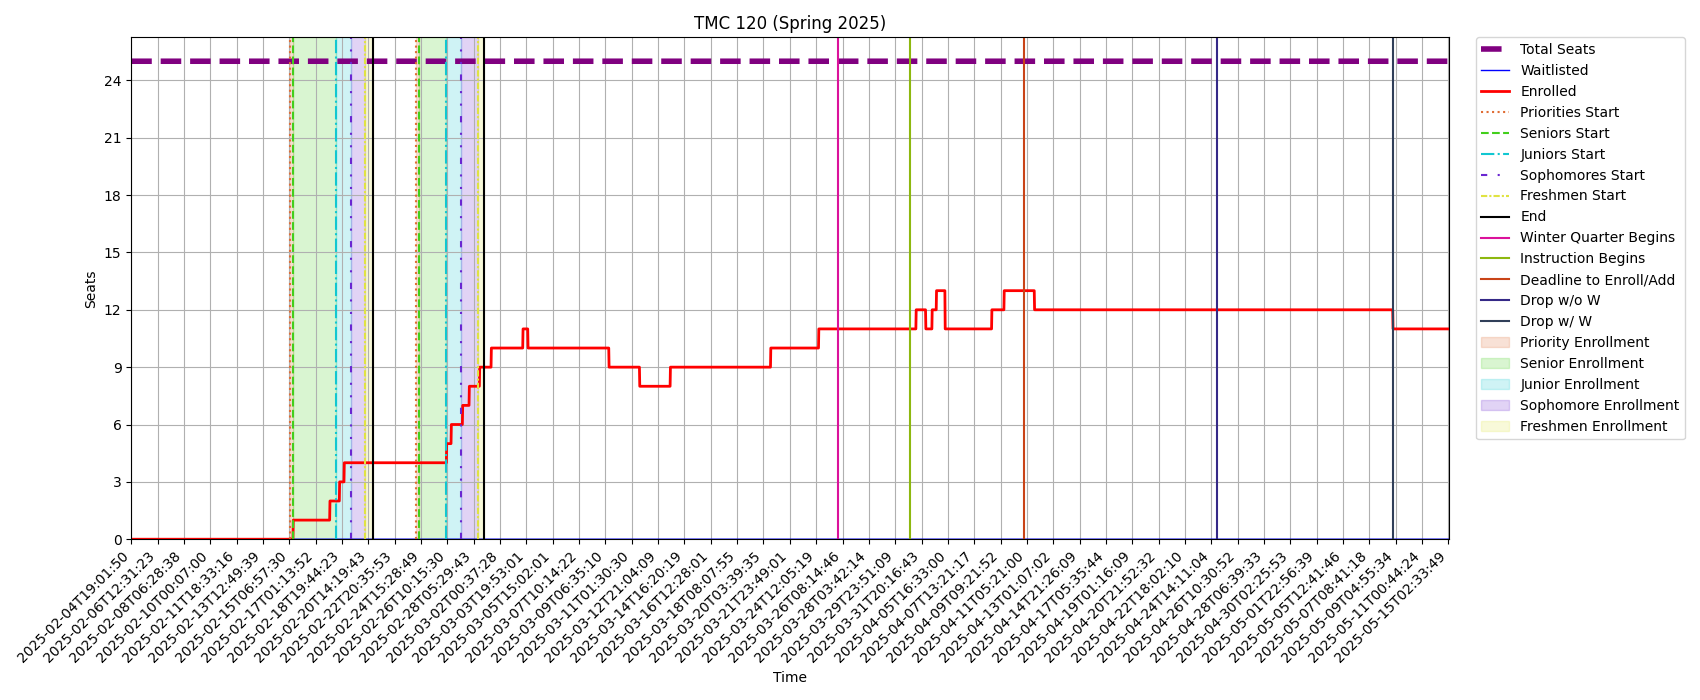 TMC 120 (Spring 2025)
Total Seats
Waitlisted
Enrolled
Priorities Start
Seniors Start
Juniors Start
Sophomores Start
Freshmen Start
End
Winter Quarter Begins
Instruction Begins
Deadline to Enroll/Add
Drop w/o W
Drop w/ W
Priority Enrollment
Senior Enrollment
Junior Enrollment
Sophomore Enrollment
Freshmen Enrollment
Seats
24
21
18
15
12
9
6
3
0
2025-02-04T19:01:50
2025-02-06T12:31:23
2025-02-08T06:28:38
2025-02-10T00:07:00
2025-02-11T18:33:16
2025-02-13T12:49:39
2025-02-15T06:57:30
2025-02-17T01:13:52
2025-02-18T19:44:23
2025-02-20T14:19:43
2025-02-22T20:35:53
2025-02-24T15:28:49
2025-02-26T10:15:30
2025-02-28T05:29:43
2025-03-02T00:37:28
2025-03-03T19:53:01
2025-03-05T15:02:01
2025-03-07T10:14:22
2025-03-09T06:35:10
2025-03-11T01:30:30
2025-03-12T21:04:09
2025-03-14T16:20:19
2025-03-16T12:28:01
2025-03-18T08:07:55
2025-03-20T03:39:35
2025-03-21T23:49:01
2025-03-24T12:05:19
2025-03-26T08:14:46
2025-03-28T03:42:14
2025-03-29T23:51:09
2025-03-31T20:16:43
2025-04-05T16:33:00
2025-04-07T13:21:17
2025-04-09T09:21:52
2025-04-11T05:21:00
2025-04-13T01:07:02
2025-04-14T21:26:09
2025-04-17T05:35:44
2025-04-19T01:16:09
2025-04-20T21:52:32
2025-04-22T18:02:10
2025-04-24T14:11:04
2025-04-26T10:30:52
2025-04-28T06:39:33
2025-04-30T02:25:53
2025-05-01T22:56:39
2025-05-05T12:41:46
2025-05-07T08:41:18
2025-05-09T04:55:34
2025-05-11T00:44:24
2025-05-15T02:33:49
Time